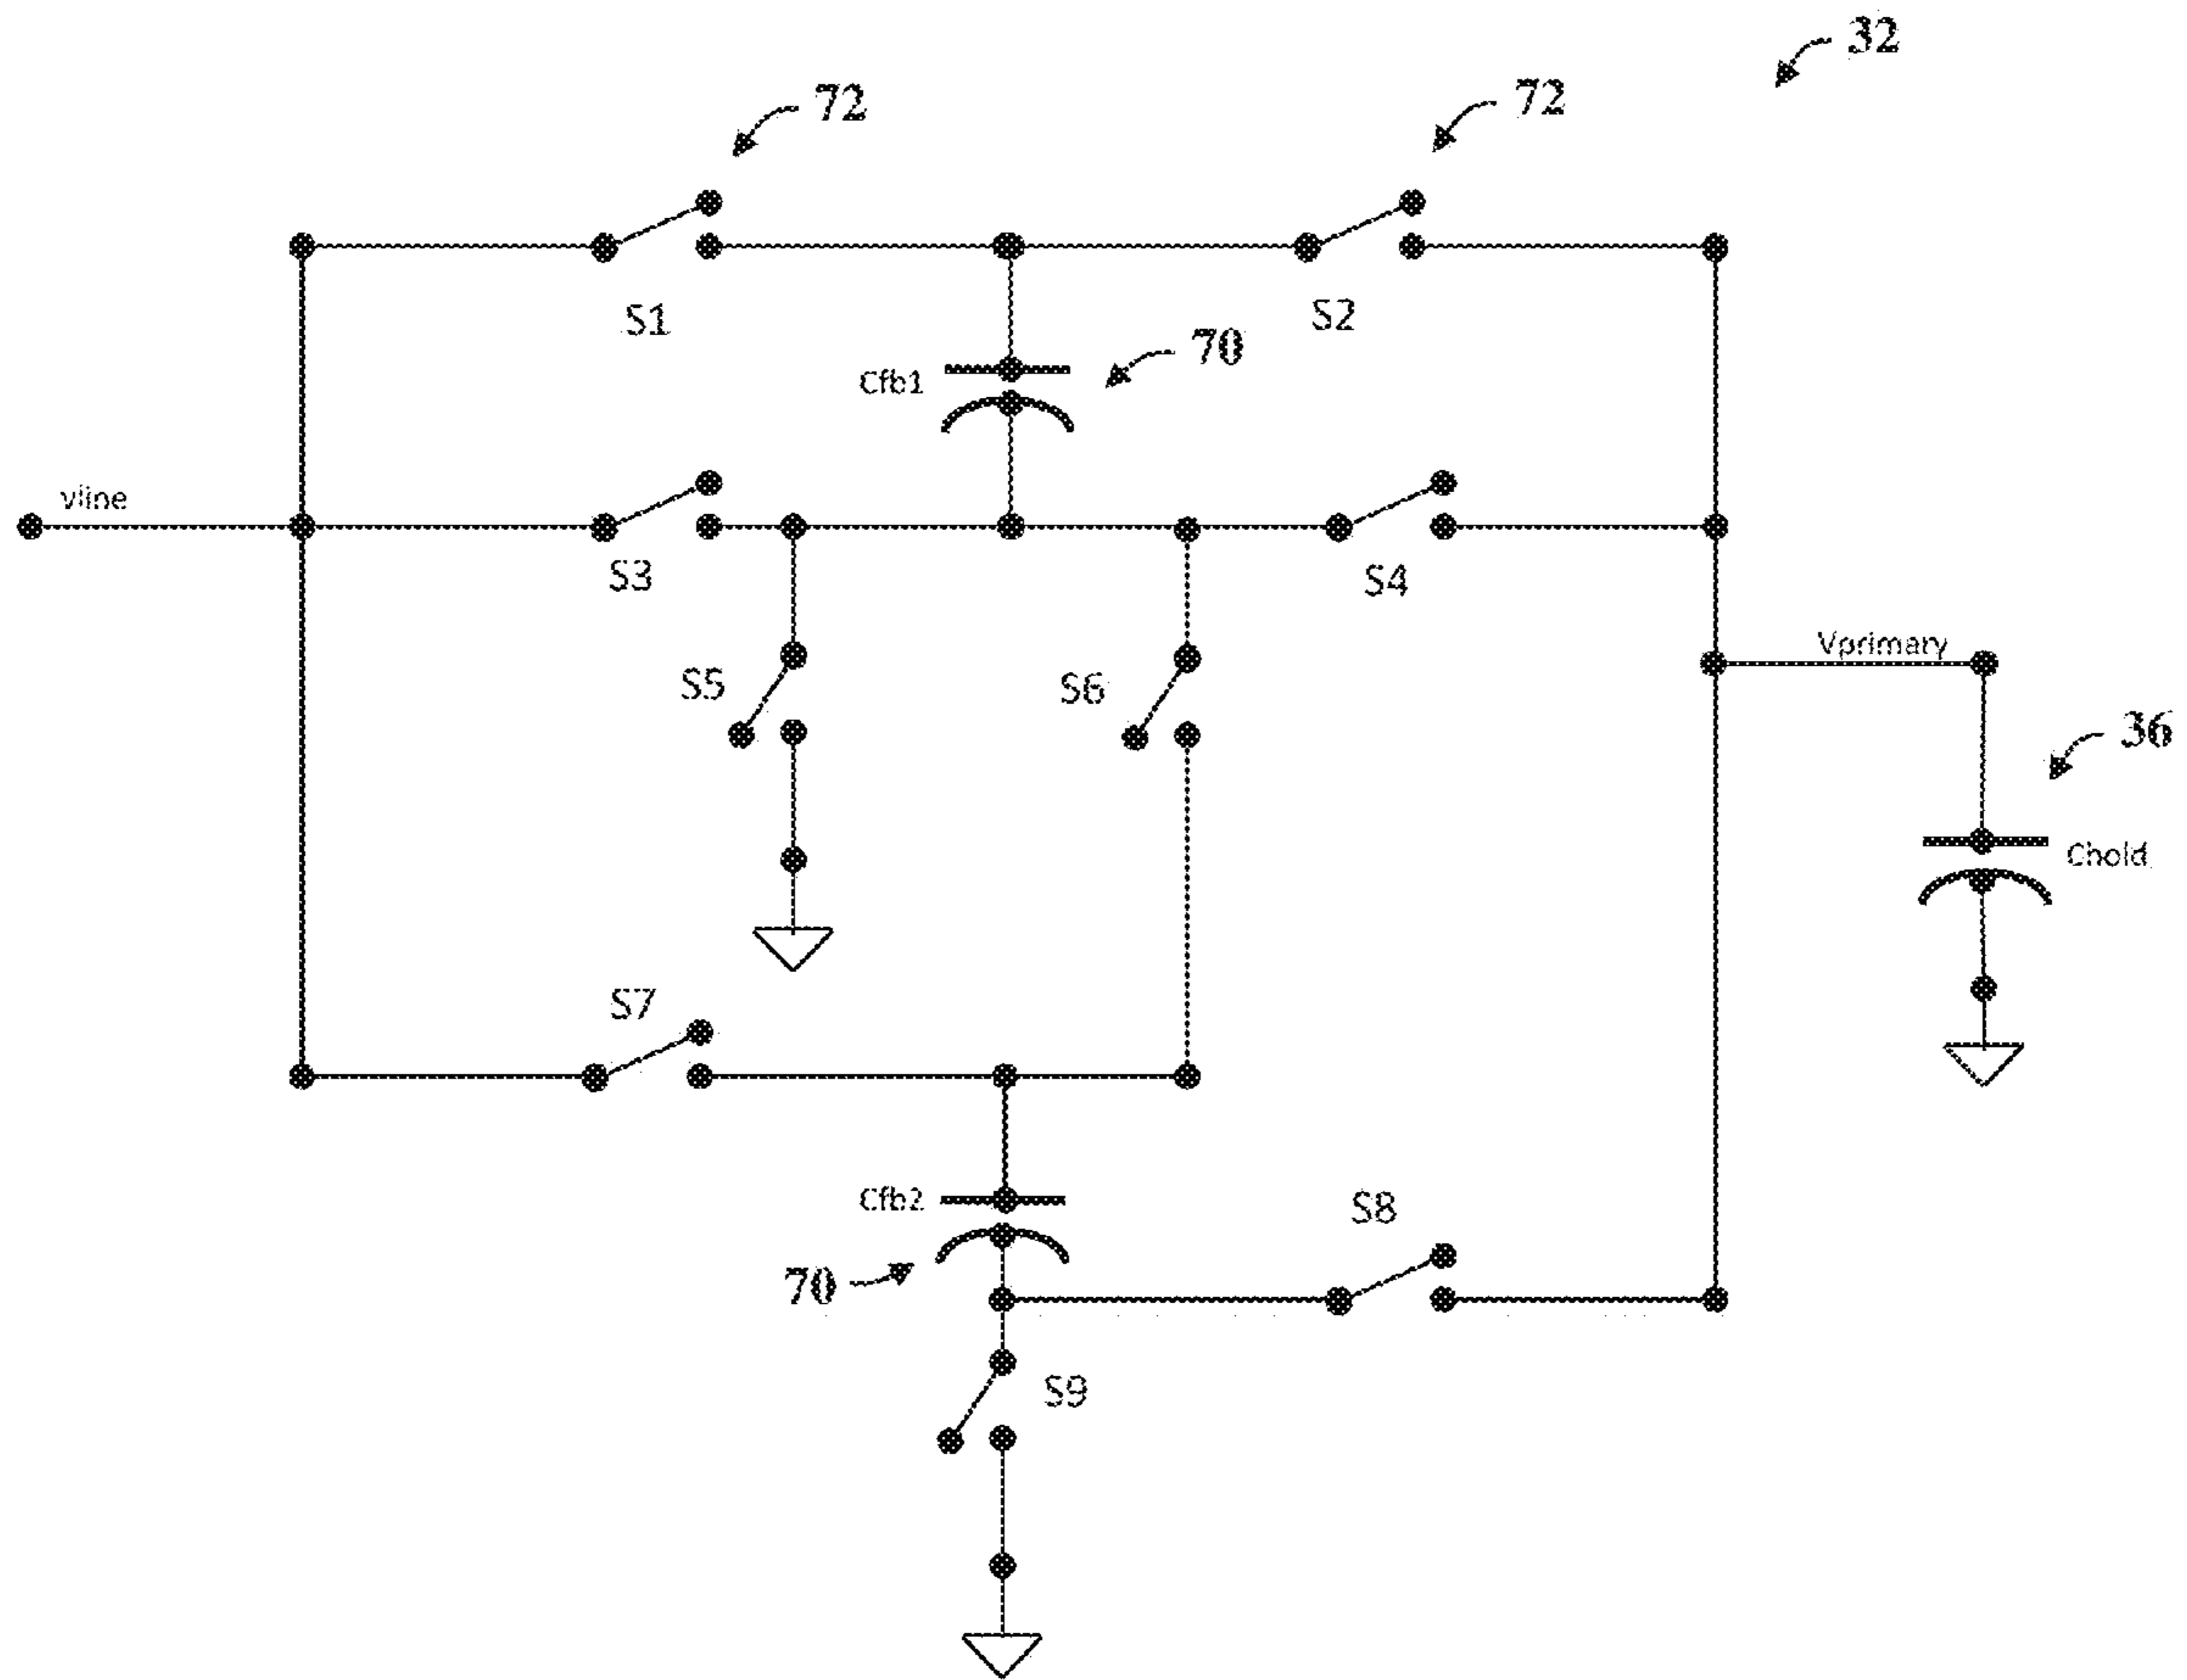 32
72
72
S1
S2
70
Cfb1
vline
S3
S4
Vprimary
S5
S6
36
Chold
S7
Cfb2
S8
70
S9